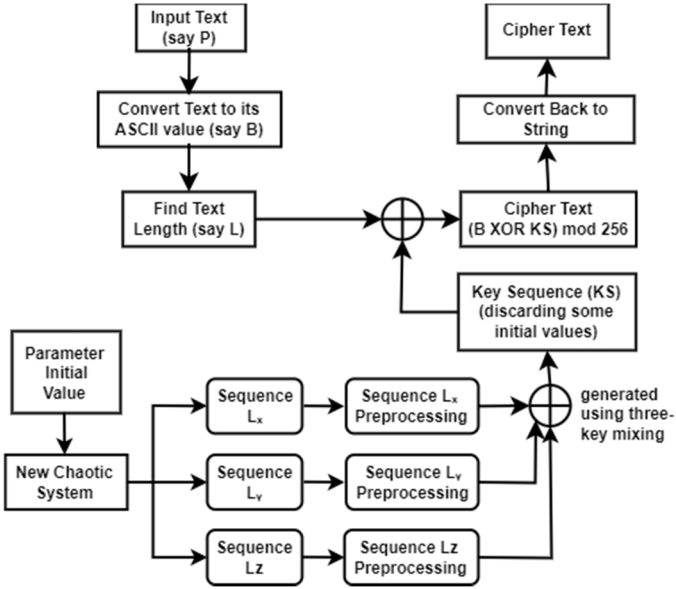 Input Text
(say P)
Convert Text to its
ASCII value (say B)
Find Text
Length (say L)
Cipher Text
Convert Back to
String
Cipher Text
(B XOR KS) mod 256
Key Sequence (KS)
(discarding some
initial values)
Parameter
Initial
Value
New Chaotic
System
Sequence
Lₓ
Sequence Lₓ
Preprocessing
generated
using three-
key mixing
Sequence
Lᵧ
Sequence Lᵧ
Preprocessing
Sequence
Lz
Sequence Lz
Preprocessing